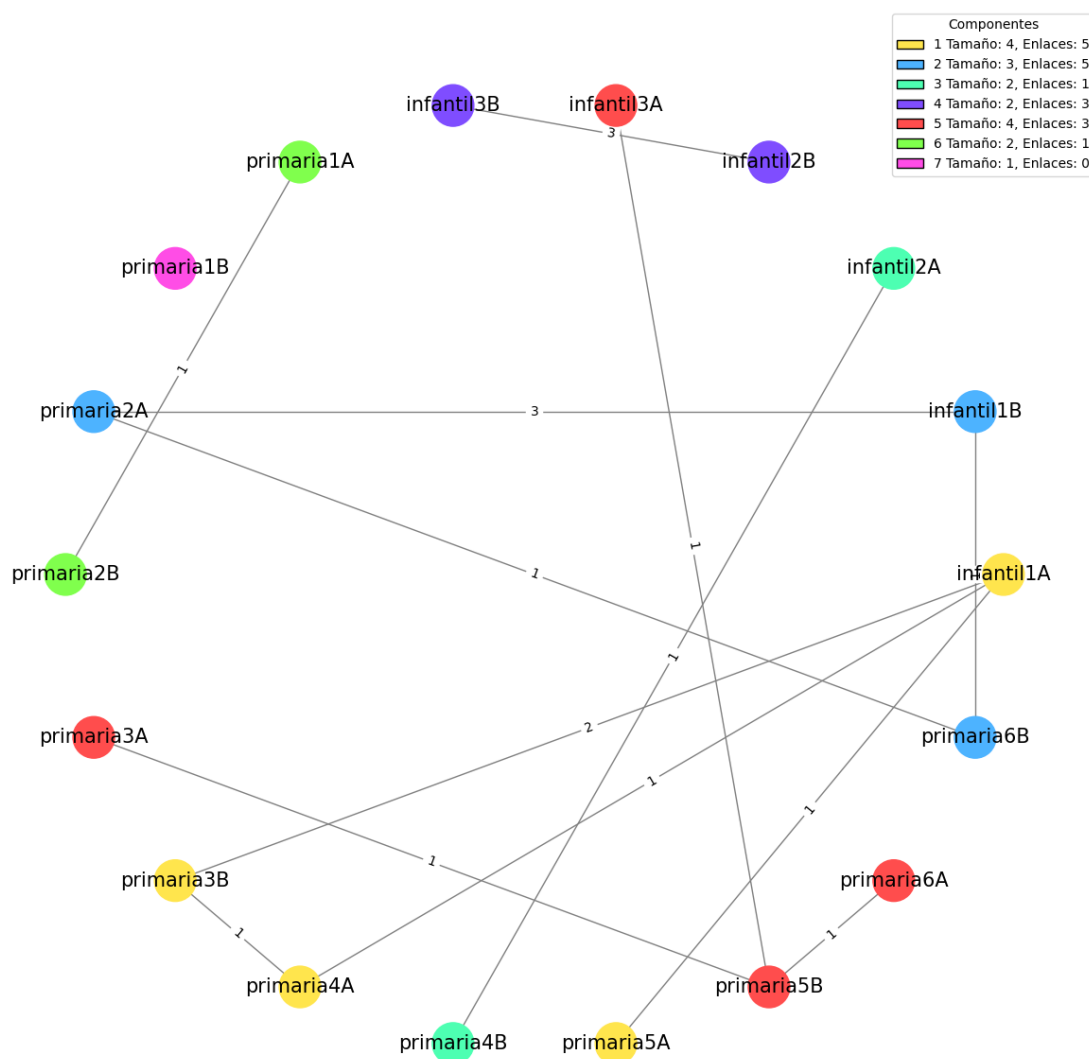 Componentes
1 Tamaño: 4, Enlaces: 5
2 Tamaño: 3, Enlaces: 5
3 Tamaño: 2, Enlaces: 1
4 Tamaño: 2, Enlaces: 3
5 Tamaño: 4, Enlaces: 3
6 Tamaño: 2, Enlaces: 1
7 Tamaño: 1, Enlaces: 0
infantil3B
infantil3A
3
primaria1A
infantil2B
primaria1B
infantil2A
1
primaria2A
3
infantil1B
1
1
primaria2B
infantil1A
1
2
primaria3A
primaria6B
1
1
1
primaria3B
primaria6A
1
1
primaria4A
primaria5B
primaria4B
primaria5A